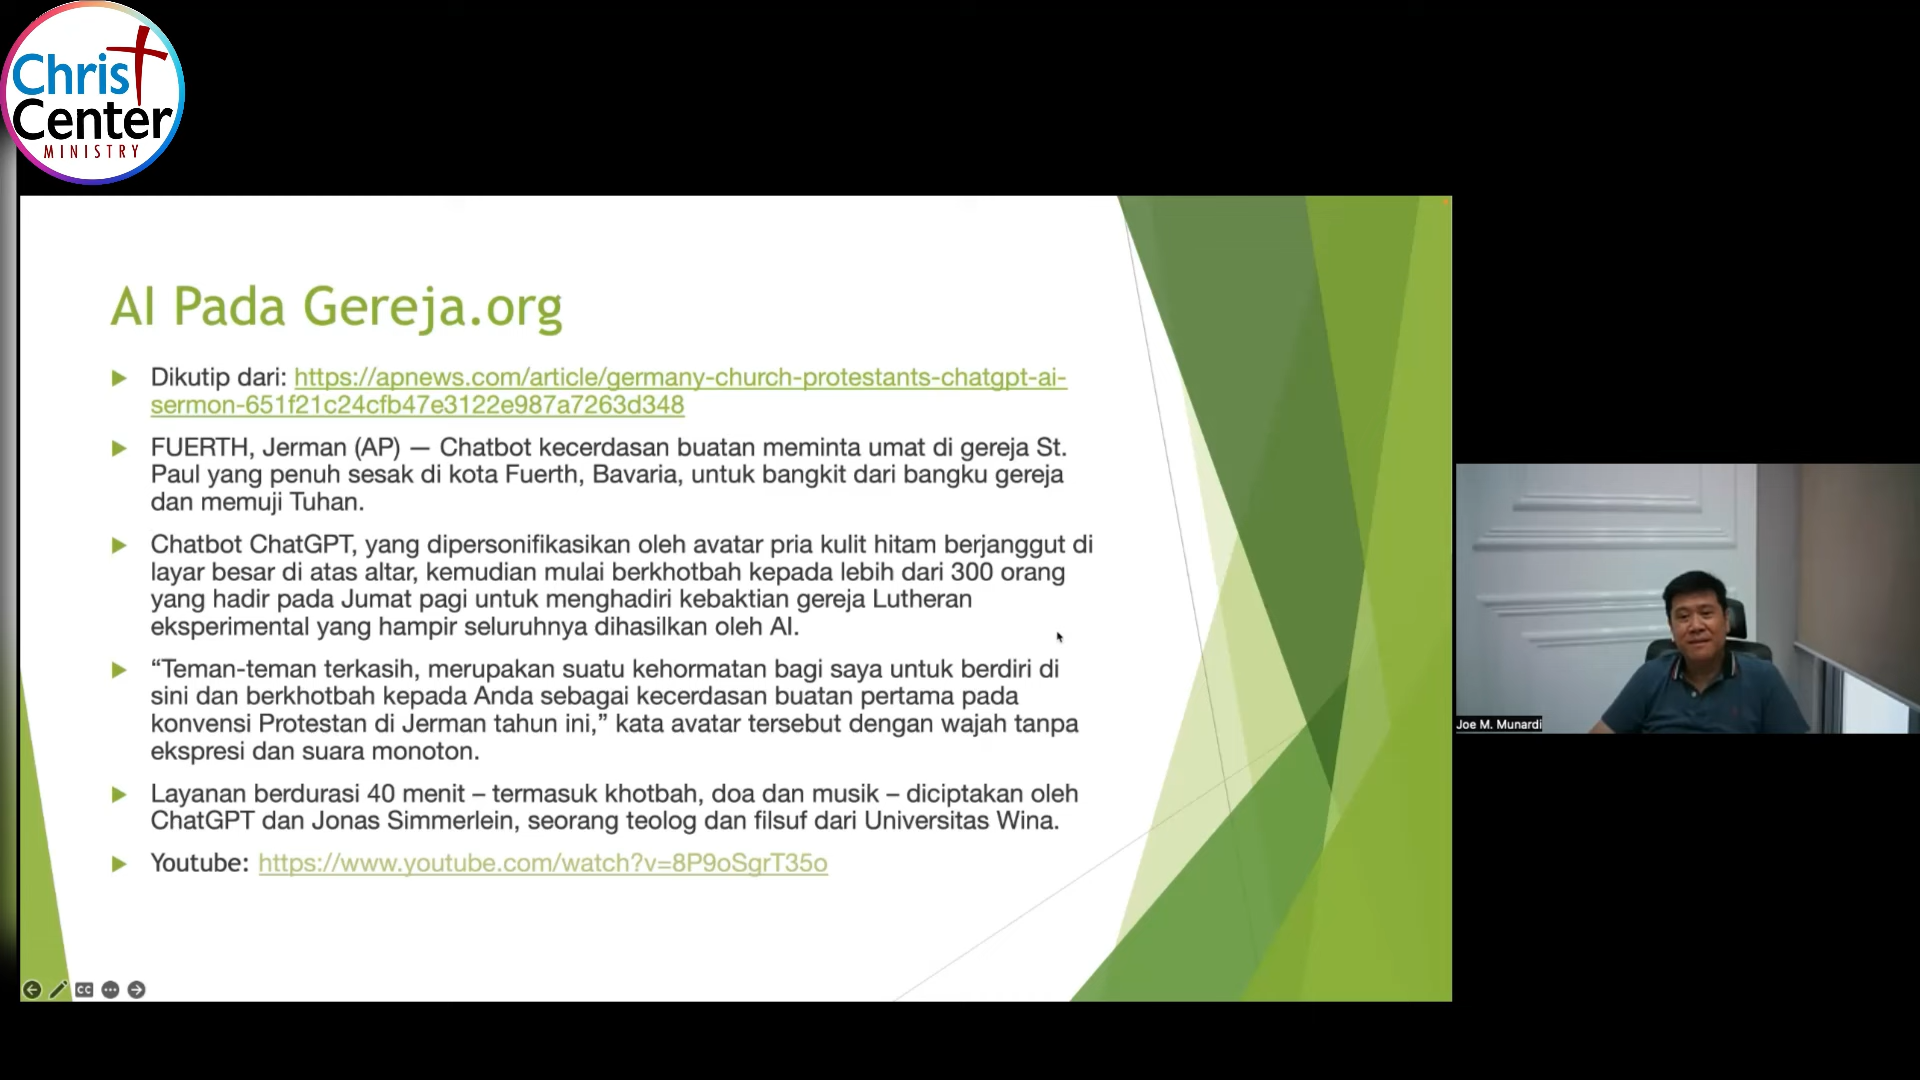 Chris
Center
MINISTRY
AI Pada Gereja.org
Dikutip dari: https://apnews.com/article/germany-church-protestants-chatgpt-ai-
sermon-651f21c24cfb47e3122e987a7263d348
FUERTH, Jerman (AP) — Chatbot kecerdasan buatan meminta umat di gereja St.
Paul yang penuh sesak di kota Fuerth, Bavaria, untuk bangkit dari bangku gereja
dan memuji Tuhan.
Chatbot ChatGPT, yang dipersonifikasikan oleh avatar pria kulit hitam berjanggut di
layar besar di atas altar, kemudian mulai berkhotbah kepada lebih dari 300 orang
yang hadir pada Jumat pagi untuk menghadiri kebaktian gereja Lutheran
eksperimental yang hampir seluruhnya dihasilkan oleh AI.
“Teman-teman terkasih, merupakan suatu kehormatan bagi saya untuk berdiri di
sini dan berkhotbah kepada Anda sebagai kecerdasan buatan pertama pada
konvensi Protestan di Jerman tahun ini,” kata avatar tersebut dengan wajah tanpa
ekspresi dan suara monoton.
Layanan berdurasi 40 menit – termasuk khotbah, doa dan musik – diciptakan oleh
ChatGPT dan Jonas Simmerlein, seorang teolog dan filsuf dari Universitas Wina.
Youtube: https://www.youtube.com/watch?v=8P9oSgrT35o
CC
Joe M. Munardi